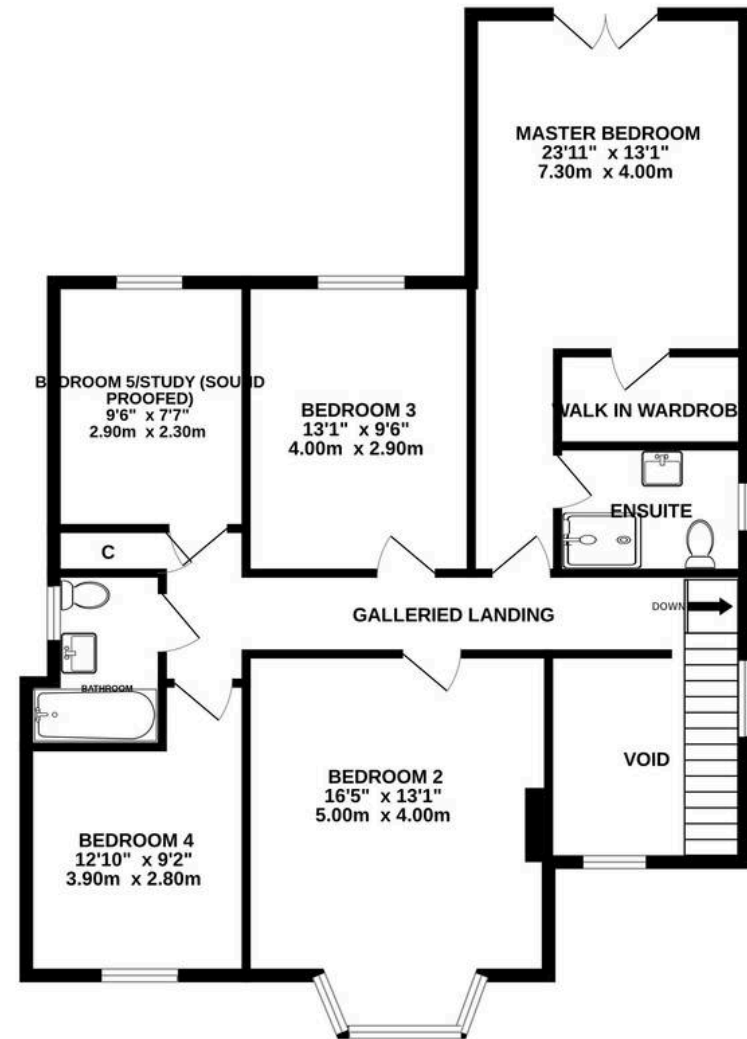 MASTER BEDROOM
23'11" x 13'1"
7.30m x 4.00m
BEDROOM 5/STUDY (SOUND
PROOFED)
9'6" x 7'7"
2.90m x 2.30m
BEDROOM 3
13'1" x 9'6"
4.00m x 2.90m
WALK IN WARDROB
ENSUITE
C
GALLERIED LANDING
DOWN
BATHROOM
BEDROOM 2
16'5" x 13'1"
5.00m x 4.00m
VOID
BEDROOM 4
12'10" x 9'2"
3.90m x 2.80m